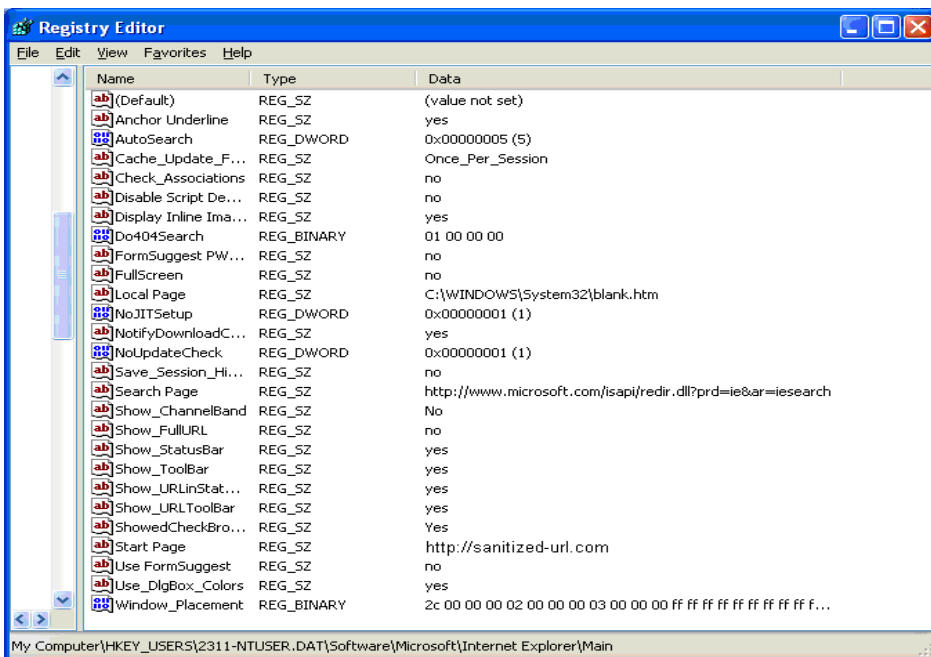 Registry Editor
File Edit View Favorites Help
Name Type Data
(Default) REG_SZ (value not set)
Anchor Underline REG_SZ yes
AutoSearch REG_DWORD 0x00000005 (5)
Cache_Update_F... REG_SZ Once_Per_Session
Check_Associations REG_SZ no
Disable Script De... REG_SZ no
Display Inline Ima... REG_SZ yes
Do404Search REG_BINARY 01 00 00 00
FormSuggest PW... REG_SZ no
FullScreen REG_SZ no
Local Page REG_SZ C:\WINDOWS\System32\blank.htm
NoJITSetup REG_DWORD 0x00000001 (1)
NotifyDownloadC... REG_SZ yes
NoUpdateCheck REG_DWORD 0x00000001 (1)
Save_Session_Hi... REG_SZ no
Search Page REG_SZ http://www.microsoft.com/isapi/redir.dll?prd=ie&ar=iesearch
Show_ChannelBand REG_SZ No
Show_FullURL REG_SZ no
Show_StatusBar REG_SZ yes
Show_ToolBar REG_SZ yes
Show_URLinStat... REG_SZ yes
Show_URLToolBar REG_SZ yes
ShowedCheckBro... REG_SZ Yes
Start Page REG_SZ http://sanitized-url.com
Use FormSuggest REG_SZ no
Use_DlgBox_Colors REG_SZ yes
Window_Placement REG_BINARY 2c 00 00 00 02 00 00 00 03 00 00 00 ff ff ff ff ff ff ff ff ff ff f...
My Computer\HKEY_USERS\2311-NTUSER.DAT\Software\Microsoft\Internet Explorer\Main